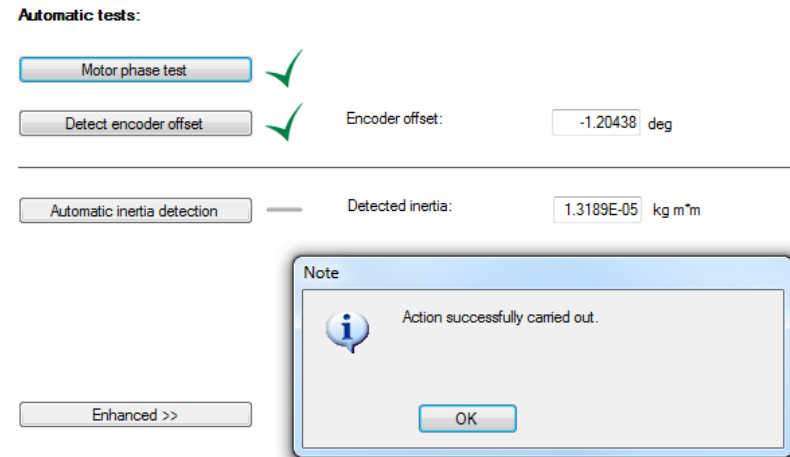 Automatic tests:
Motor phase test
Detect encoder offset
Encoder offset:
-1.20438 deg
Automatic inertia detection
Detected inertia:
1.3189E-05 kg m*m
Note
Action successfully carried out.
OK
Enhanced >>